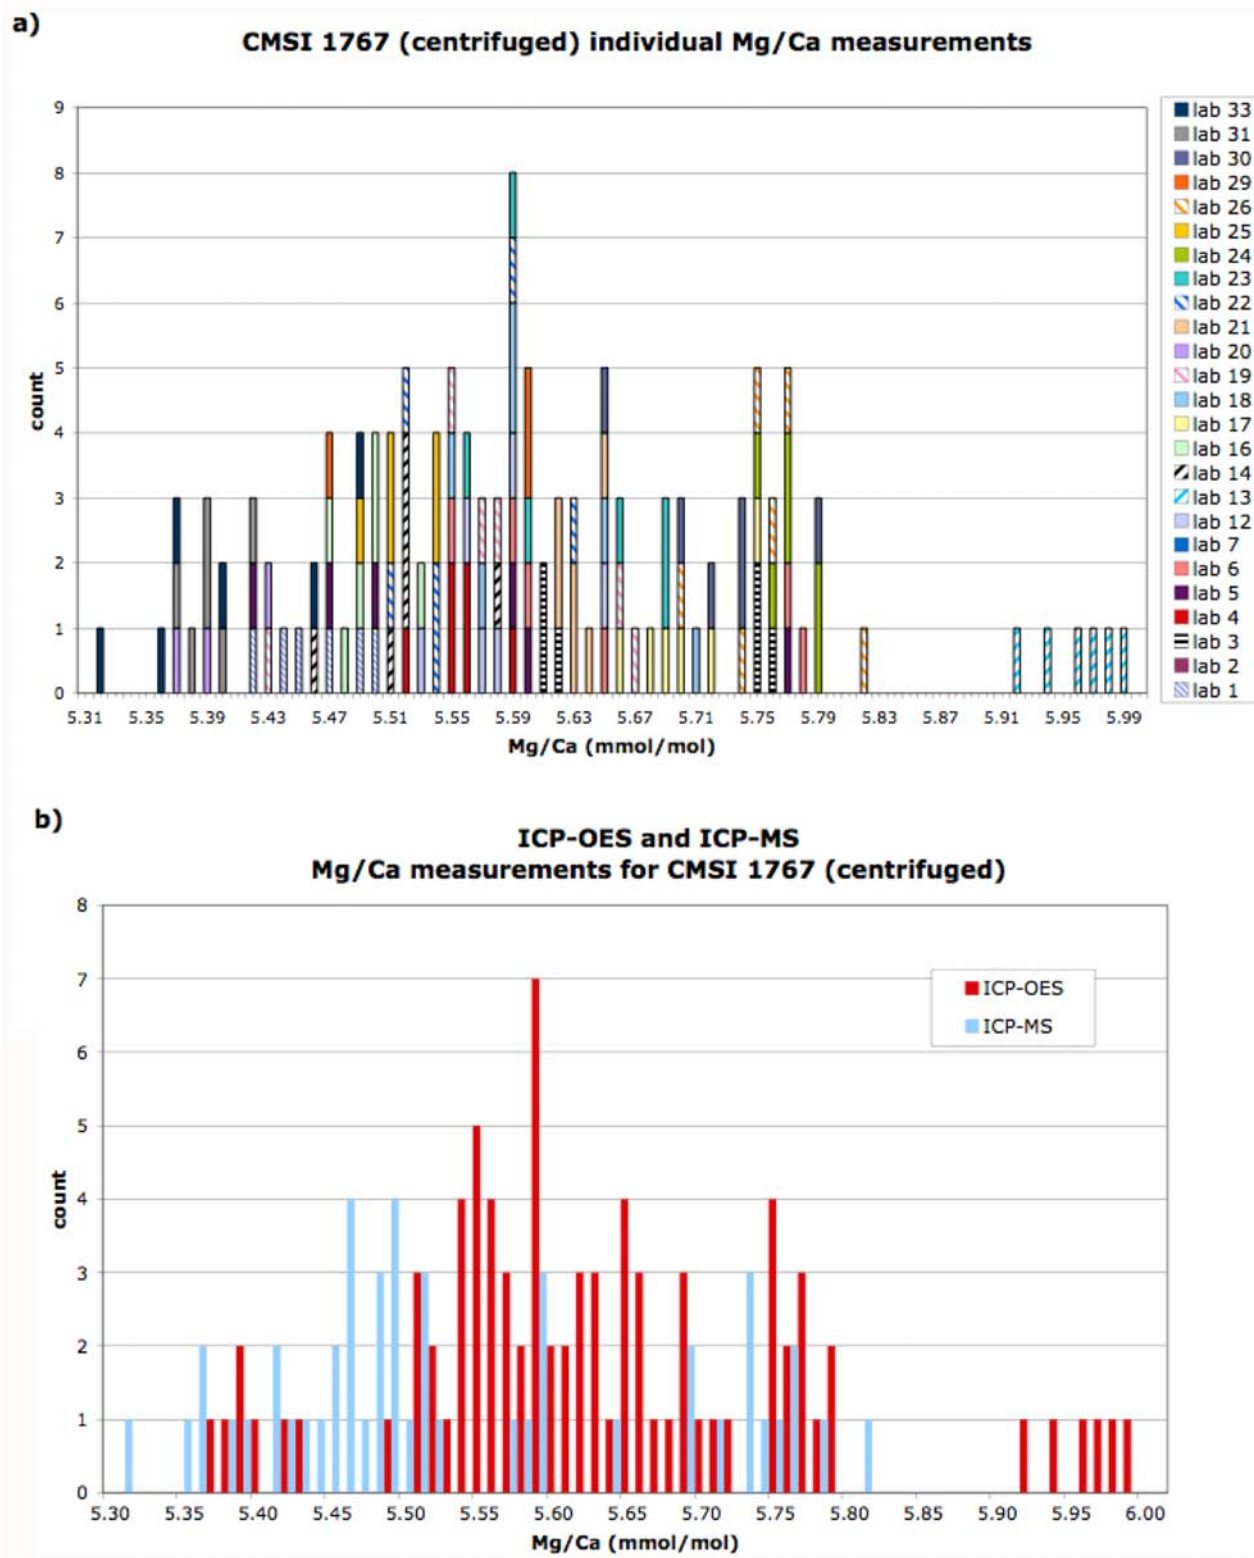 a)
CMSI 1767 (centrifuged) individual Mg/Ca measurements
9
8
7
6
5
4
3
2
1
0
count
5.31 5.35 5.39 5.43 5.47 5.51 5.55 5.59 5.63 5.67 5.71 5.75 5.79 5.83 5.87 5.91 5.95 5.99
Mg/Ca (mmol/mol)
lab 33
lab 31
lab 30
lab 29
lab 26
lab 25
lab 24
lab 23
lab 22
lab 21
lab 20
lab 19
lab 18
lab 17
lab 16
lab 14
lab 13
lab 12
lab 7
lab 6
lab 5
lab 4
lab 3
lab 2
lab 1
b)
ICP-OES and ICP-MS
Mg/Ca measurements for CMSI 1767 (centrifuged)
8
7
6
5
4
3
2
1
0
count
ICP-OES
ICP-MS
5.30 5.35 5.40 5.45 5.50 5.55 5.60 5.65 5.70 5.75 5.80 5.85 5.90 5.95 6.00
Mg/Ca (mmol/mol)